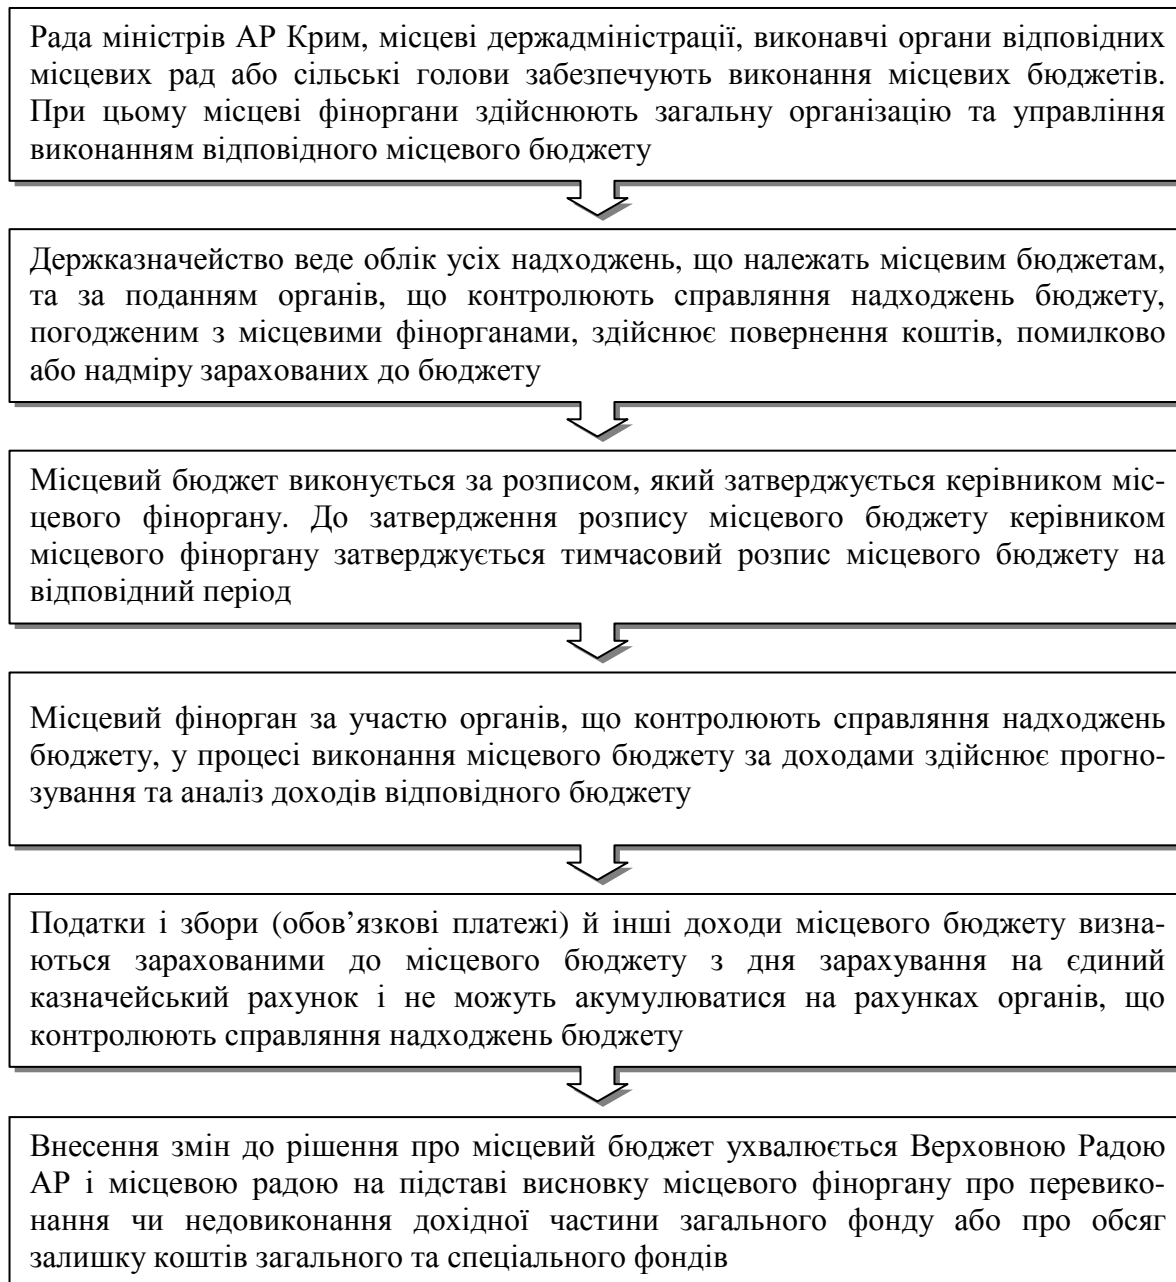 Рада міністрів АР Крим, місцеві держадміністрації, виконавчі органи відповідних
місцевих рад або сільські голови забезпечують виконання місцевих бюджетів.
При цьому місцеві фіноргани здійснюють загальну організацію та управління
виконанням відповідного місцевого бюджету
Держказначейство веде облік усіх надходжень, що належать місцевим бюджетам,
та за поданням органів, що контролюють справляння надходжень бюджету,
погодженим з місцевими фінорганами, здійснює повернення коштів, помилково
або надміру зарахованих до бюджету
Місцевий бюджет виконується за розписом, який затверджується керівником міс-
цевого фіноргану. До затвердження розпису місцевого бюджету керівником
місцевого фіноргану затверджується тимчасовий розпис місцевого бюджету на
відповідний період
Місцевий фінорган за участю органів, що контролюють справляння надходжень
бюджету, у процесі виконання місцевого бюджету за доходами здійснює прогно-
зування та аналіз доходів відповідного бюджету
Податки і збори (обов’язкові платежі) й інші доходи місцевого бюджету визна-
ються зарахованими до місцевого бюджету з дня зарахування на єдиний
казначейський рахунок і не можуть акумулюватися на рахунках органів, що
контролюють справляння надходжень бюджету
Внесення змін до рішення про місцевий бюджет ухвалюється Верховною Радою
АР і місцевою радою на підставі висновку місцевого фіноргану про перевико-
нання чи недовиконання дохідної частини загального фонду або про обсяг
залишку коштів загального та спеціального фондів